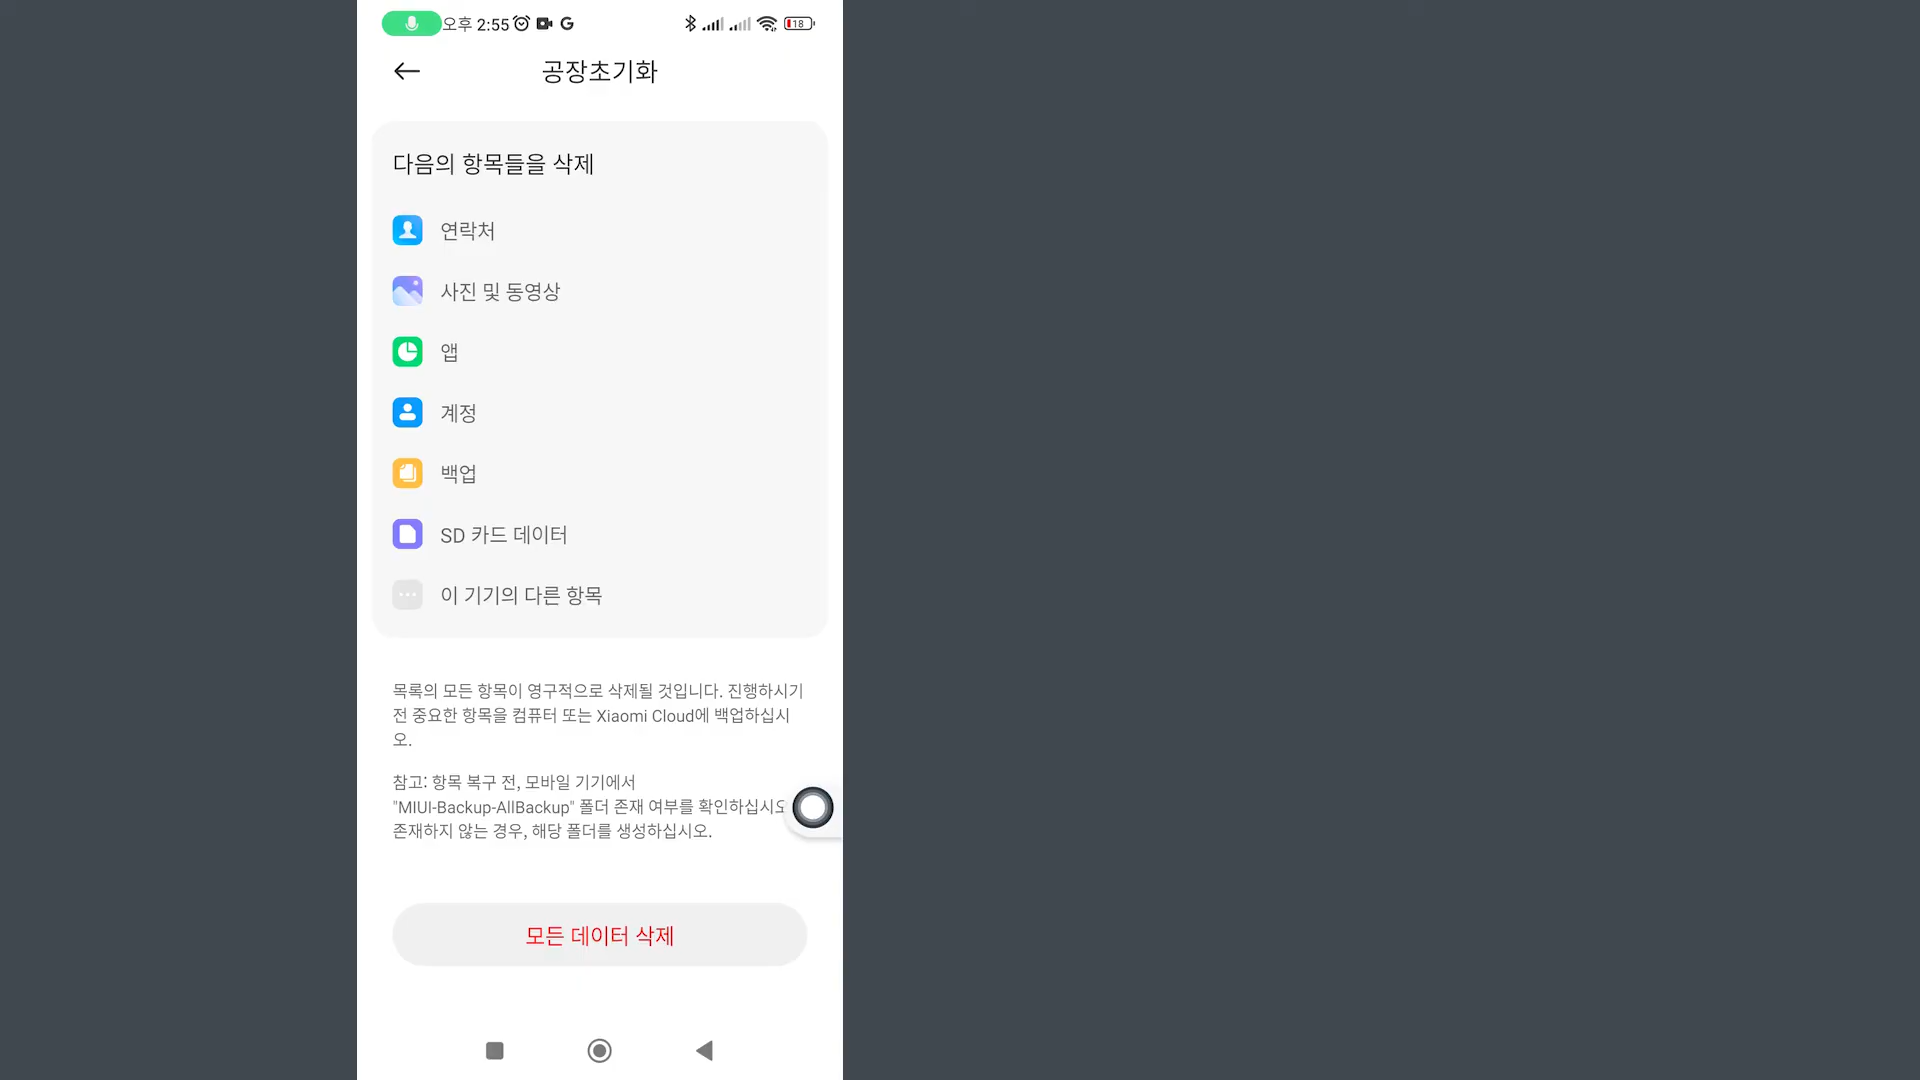 오후 2:55
18
공장초기화
다음의 항목들을 삭제
연락처
사진 및 동영상
앱
계정
백업
SD 카드 데이터
이 기기의 다른 항목
목록의 모든 항목이 영구적으로 삭제될 것입니다. 진행하시기
전 중요한 항목을 컴퓨터 또는 Xiaomi Cloud에 백업하십시
오.
참고: 항목 복구 전, 모바일 기기에서
"MIUI-Backup-AllBackup" 폴더 존재 여부를 확인하십시오
존재하지 않는 경우, 해당 폴더를 생성하십시오.
모든 데이터 삭제